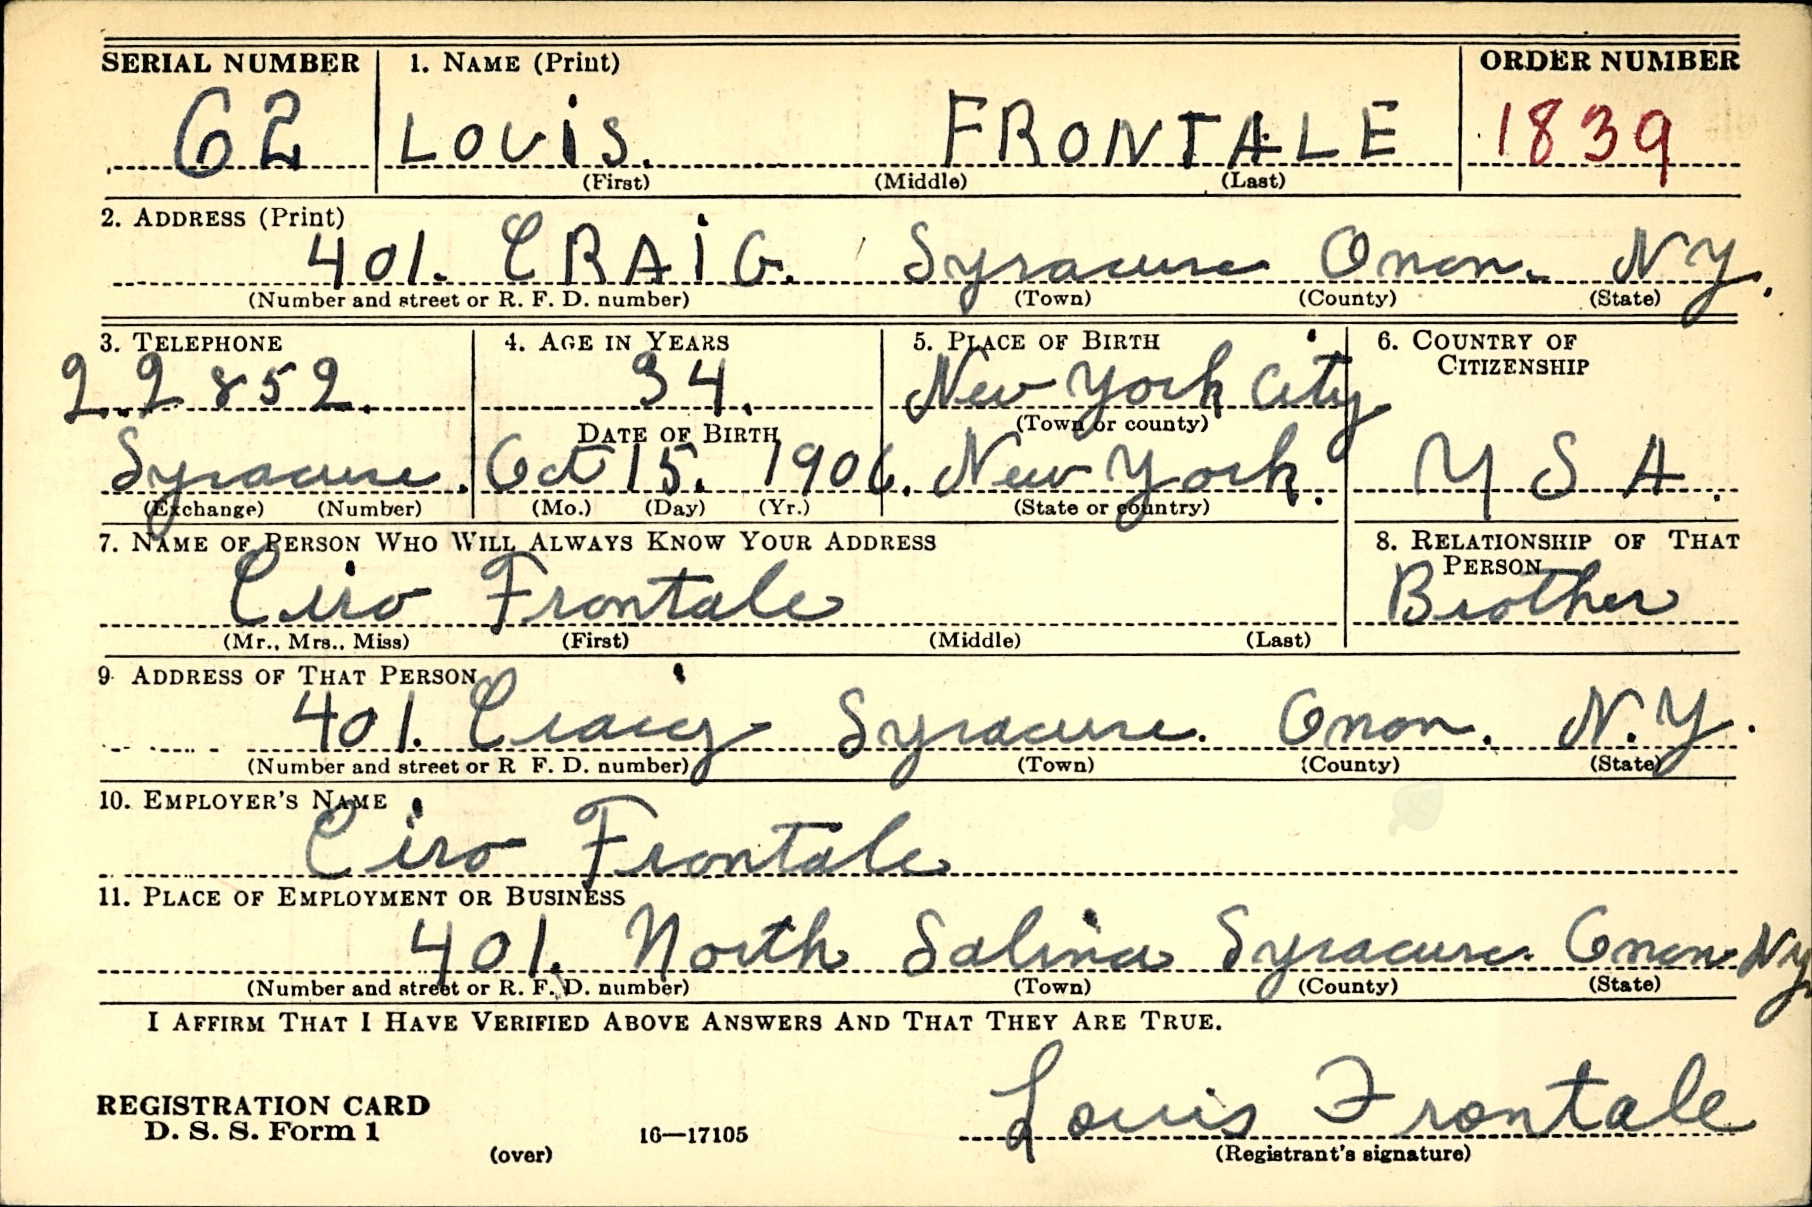 SERIAL NUMBER 1. NAME (Print) ORDER NUMBER
62 LOUIS. FRONTALE 1839
(First) (Middle) (Last)
2. ADDRESS (Print)
401. CRAIG. Syracuse Onon. N Y.
(Number and street or R. F. D. number) (Town) (County) (State)
3. TELEPHONE 4. AGE IN YEARS 5. PLACE OF BIRTH 6. COUNTRY OF
CITIZENSHIP
2.2852. 34. New York City
(Town or county)
DATE OF BIRTH
Syracuse. Oct 15. 1906. New York. U S A.
(Exchange) (Number) (Mo.) (Day) (Yr.) (State or country)
7. NAME OF PERSON WHO WILL ALWAYS KNOW YOUR ADDRESS 8. RELATIONSHIP OF THAT
PERSON
Ciro Frontale Brother
(Mr., Mrs., Miss) (First) (Middle) (Last)
9. ADDRESS OF THAT PERSON
401. Craig Syracuse. Onon. N.Y.
(Number and street or R. F. D. number) (Town) (County) (State)
10. EMPLOYER'S NAME
Ciro Frontale
11. PLACE OF EMPLOYMENT OR BUSINESS
401. North Salina Syracuse. Onon NY
(Number and street or R. F. D. number) (Town) (County) (State)
I AFFIRM THAT I HAVE VERIFIED ABOVE ANSWERS AND THAT THEY ARE TRUE.
Louis Frontale
REGISTRATION CARD
D. S. S. Form 1 16—17105
(over) (Registrant's signature)